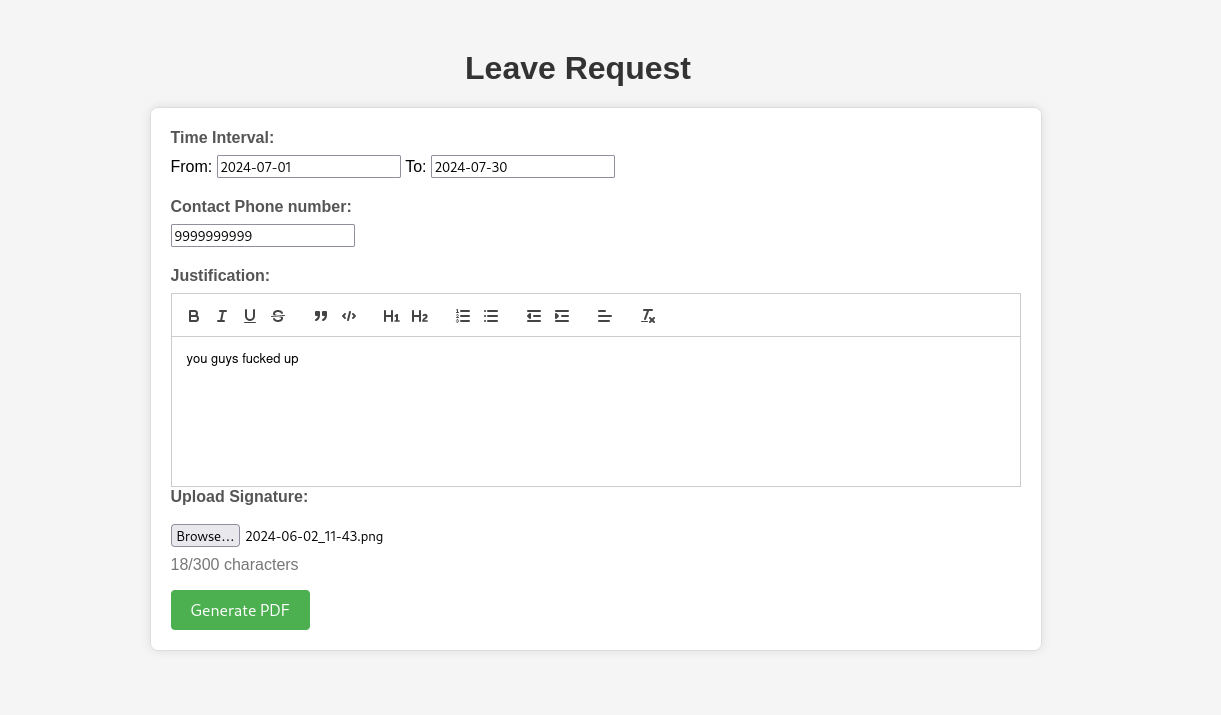 Leave Request
Time Interval:
From: 2024-07-01 To: 2024-07-30
Contact Phone number:
9999999999
Justification:
B I U S ” </> H1 H2
you guys fucked up
Upload Signature:
Browse... 2024-06-02_11-43.png
18/300 characters
Generate PDF